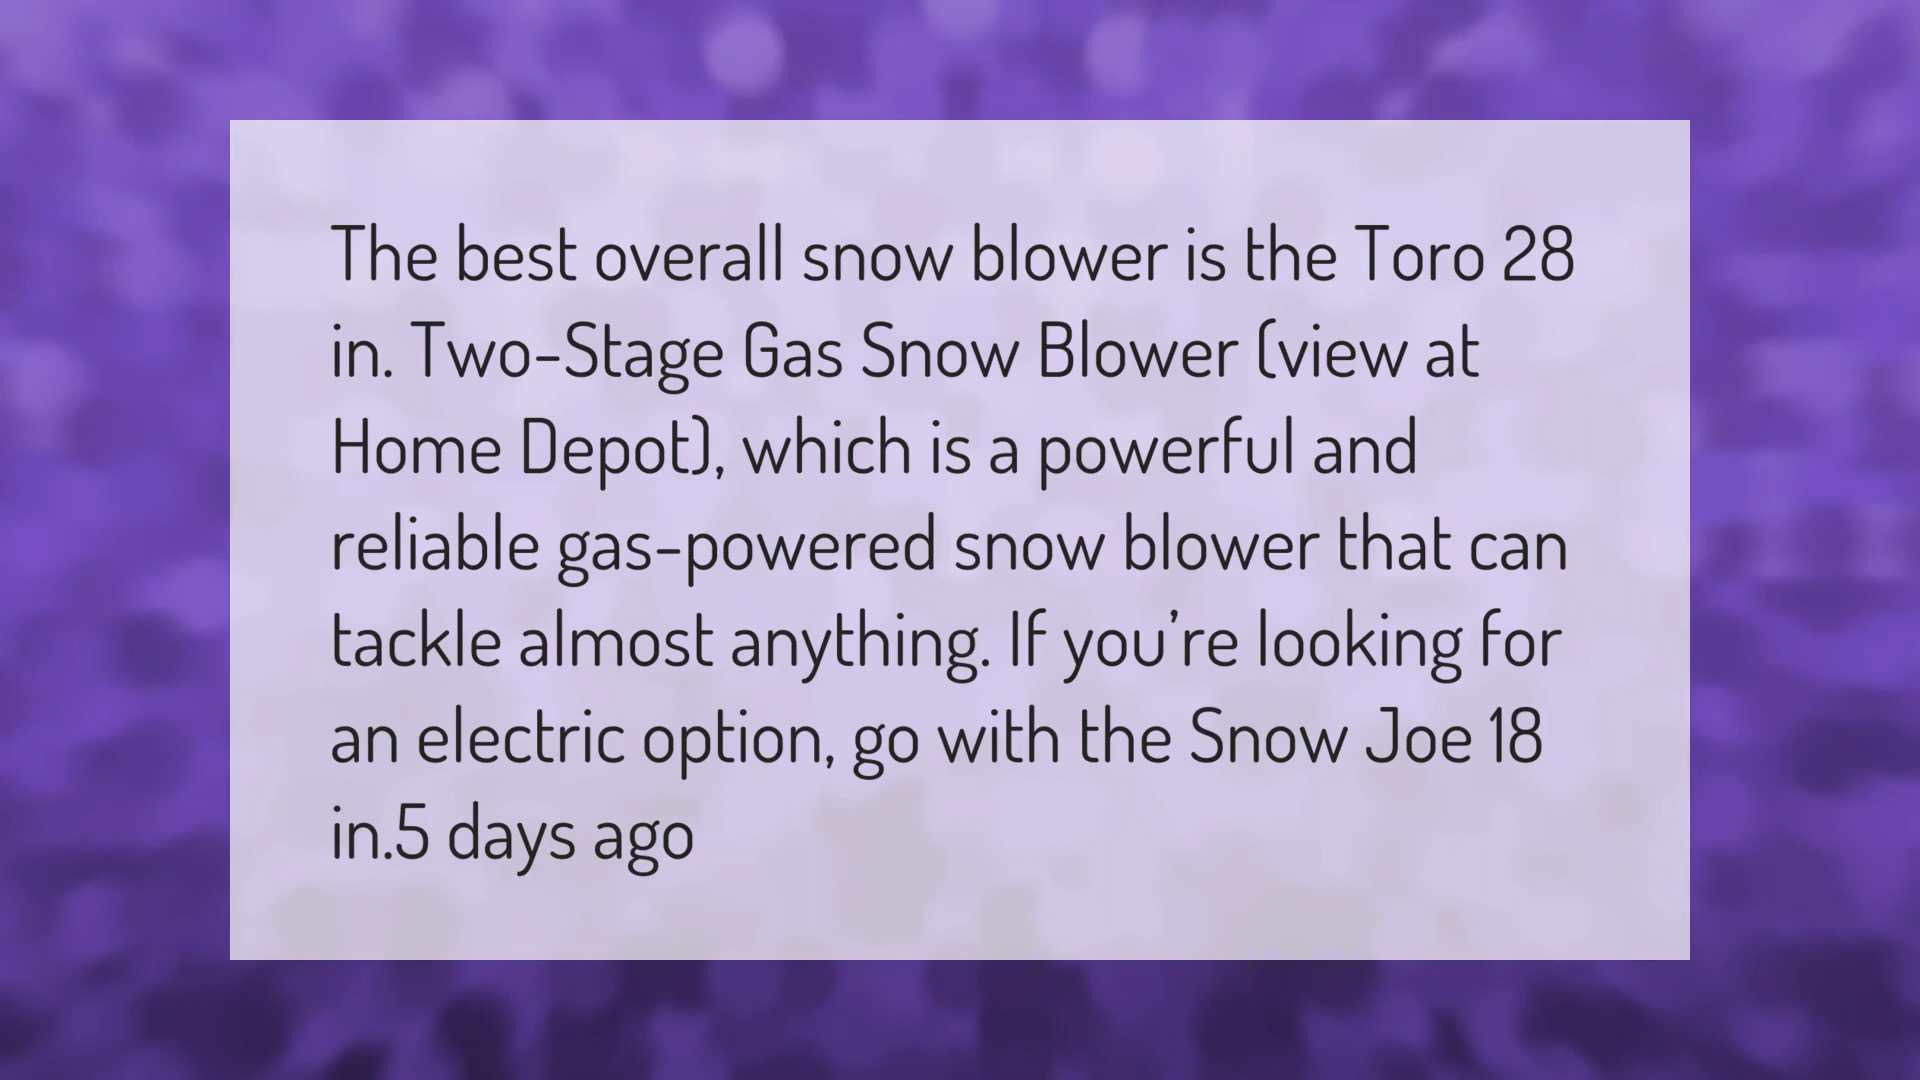 The best overall snow blower is the Toro 28
in. Two-Stage Gas Snow Blower (view at
Home Depot), which is a powerful and
reliable gas-powered snow blower that can
tackle almost anything. If you’re looking for
an electric option, go with the Snow Joe 18
in.5 days ago